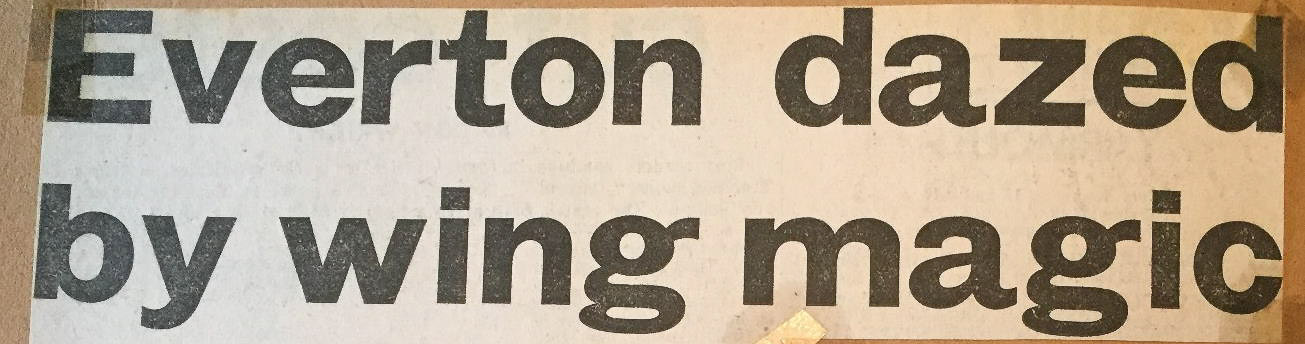 Everton dazed
by wing magic